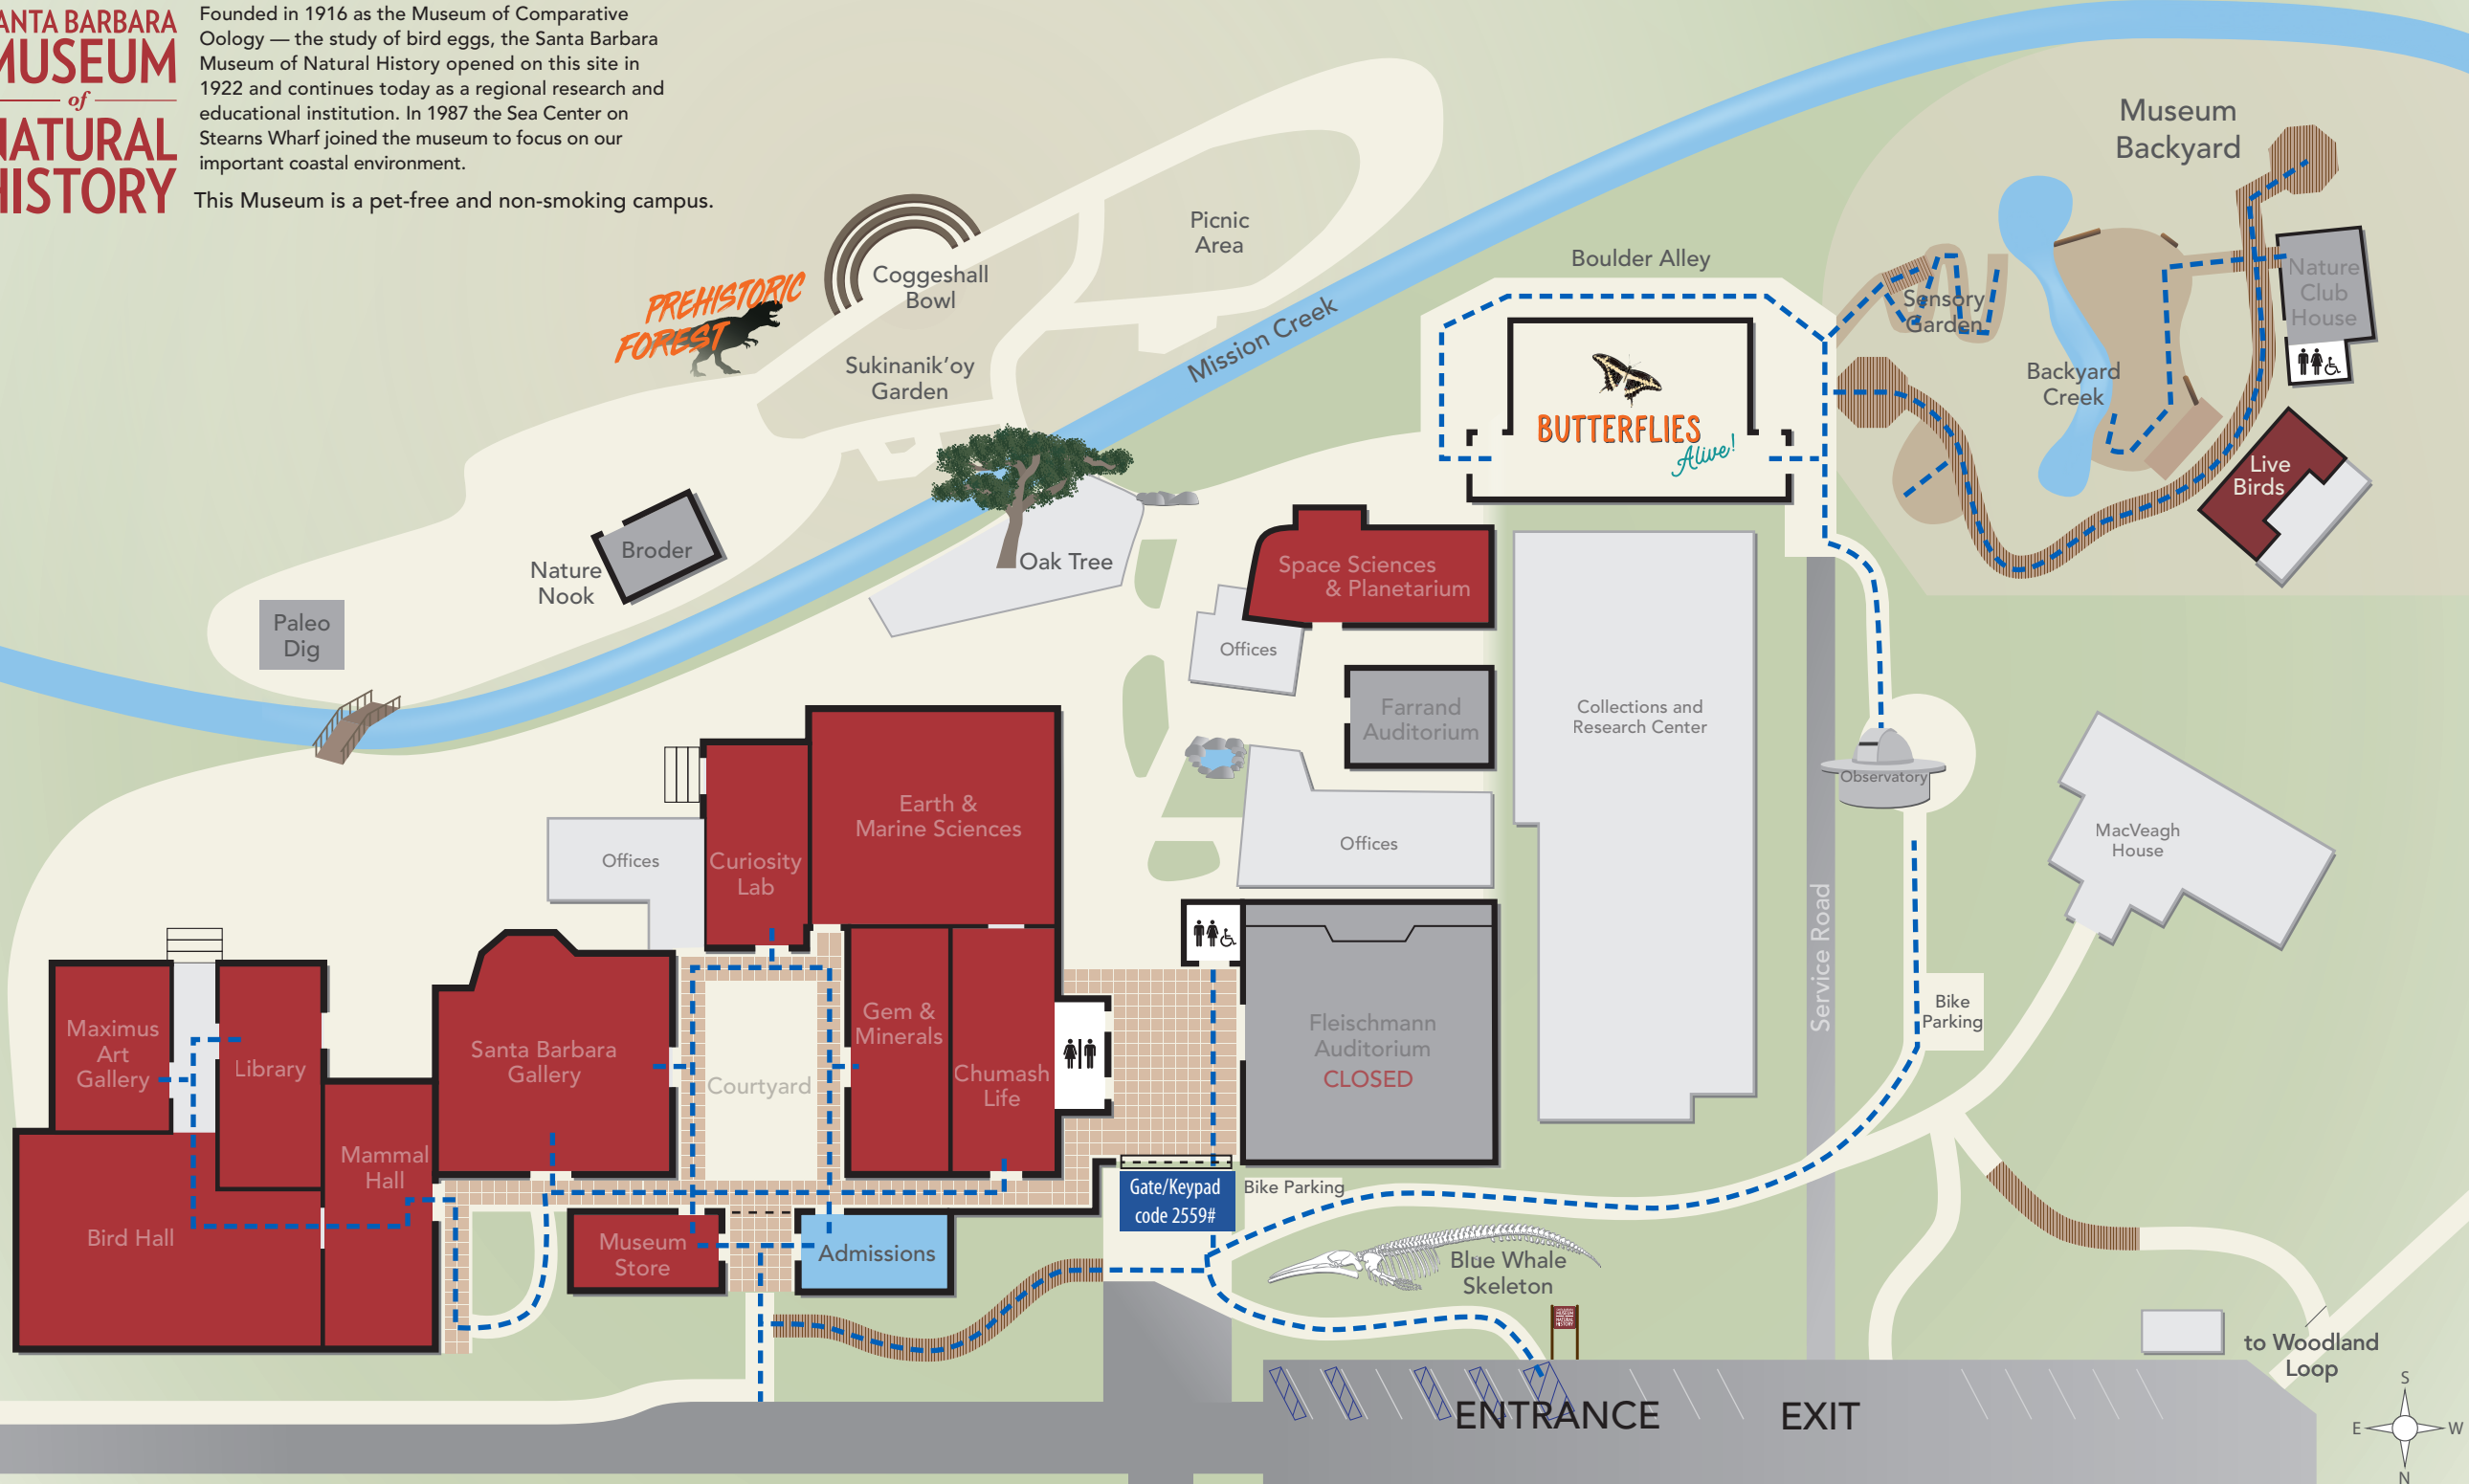 ANTA BARBARA
MUSEUM
of
NATURAL
HISTORY
Founded in 1916 as the Museum of Comparative
Oology — the study of bird eggs, the Santa Barbara
Museum of Natural History opened on this site in
1922 and continues today as a regional research and
educational institution. In 1987 the Sea Center on
Stearns Wharf joined the museum to focus on our
important coastal environment.
This Museum is a pet-free and non-smoking campus.
Museum
Backyard
Picnic
Area
Boulder Alley
Coggeshall
Bowl
PREHISTORIC
FOREST
Mission Creek
Sensory
Garden
Nature
Club
House
Sukinanik’oy
Garden
Backyard
Creek
BUTTERFLIES
Alive!
Live
Birds
Broder
Nature
Nook
Oak Tree
Space Sciences
& Planetarium
Paleo
Dig
Offices
Farrand
Auditorium
Collections and
Research Center
Observatory
Earth &
Marine Sciences
Offices
MacVeagh
House
Offices
Curiosity
Lab
Service Road
Bike
Parking
Maximus
Art
Gallery
Library
Santa Barbara
Gallery
Courtyard
Gem &
Minerals
Chumash
Life
Fleischmann
Auditorium
CLOSED
Mammal
Hall
Bird Hall
Gate/Keypad
code 2559#
Bike Parking
Museum
Store
Admissions
Blue Whale
Skeleton
to Woodland
Loop
ENTRANCE
EXIT
S
E
W
N